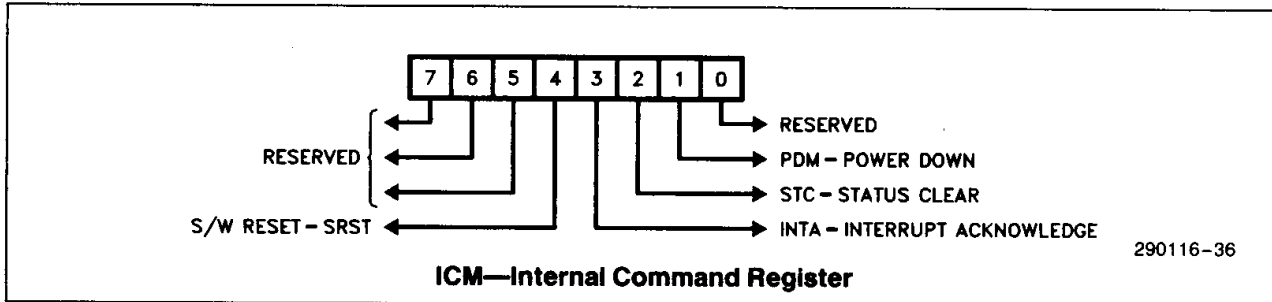 7 6 5 4 3 2 1 0
RESERVED
RESERVED
PDM – POWER DOWN
STC – STATUS CLEAR
S/W RESET – SRST
INTA – INTERRUPT ACKNOWLEDGE
290116–36
ICM—Internal Command Register